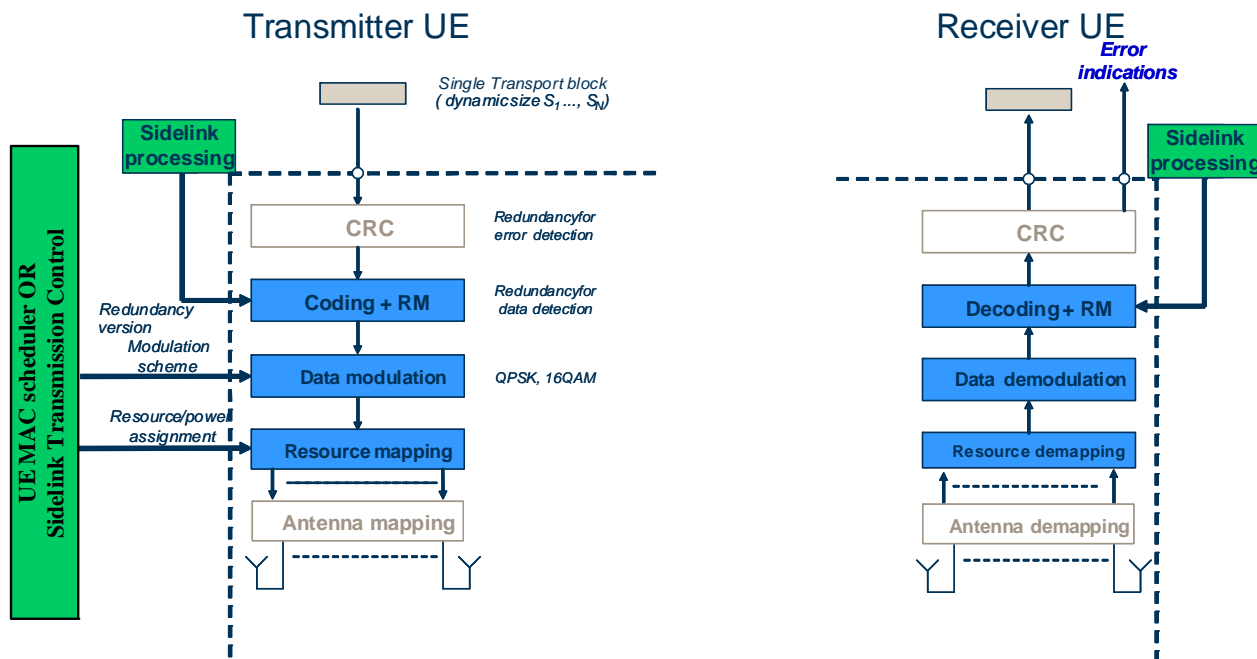 Transmitter UE
Single Transport block
( dynamicsize S1 ..., SN)
Sidelink
processing
UE MAC scheduler OR
Sidelink Transmission Control
CRC
Redundancyfor
error detection
Coding + RM
Redundancyfor
data detection
Redundancy
version
Modulation
scheme
Data modulation
QPSK, 16QAM
Resource/power
assignment
Resource mapping
Antenna mapping
Receiver UE
Error
indications
Sidelink
processing
CRC
Decoding + RM
Data demodulation
Resource demapping
Antenna demapping